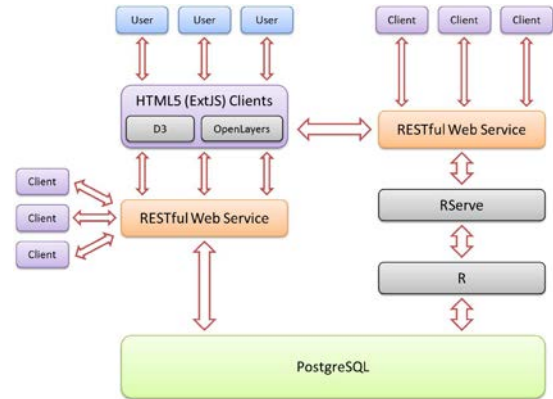 User
User
User
Client
Client
Client
HTML5 (ExtJS) Clients
D3
OpenLayers
RESTful Web Service
Client
Client
Client
RESTful Web Service
RServe
R
PostgreSQL